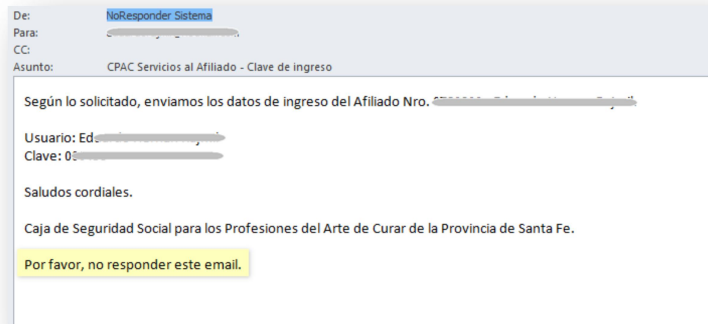 De: NoResponder Sistema
Para:
CC:
Asunto: CPAC Servicios al Afiliado - Clave de ingreso
Según lo solicitado, enviamos los datos de ingreso del Afiliado Nro.
Usuario:
Clave:
Saludos cordiales.
Caja de Seguridad Social para los Profesiones del Arte de Curar de la Provincia de Santa Fe.
Por favor, no responder este email.